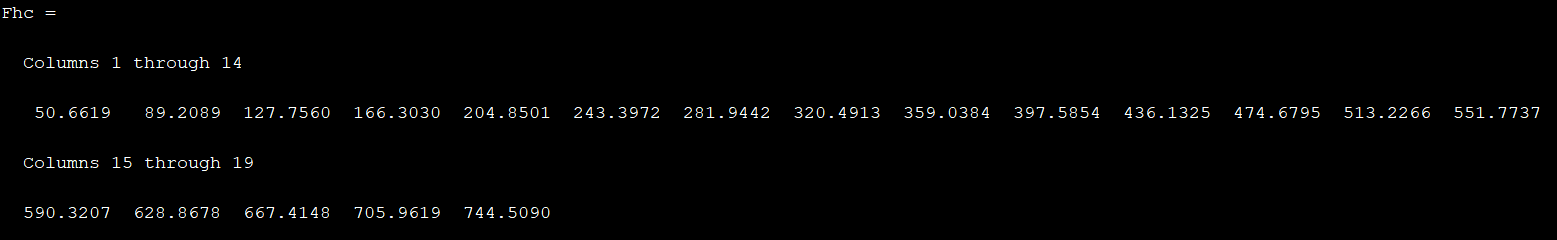 Fhc =
Columns 1 through 14
50.6619 89.2089 127.7560 166.3030 204.8501 243.3972 281.9442 320.4913 359.0384 397.5854 436.1325 474.6795 513.2266 551.7737
Columns 15 through 19
590.3207 628.8678 667.4148 705.9619 744.5090